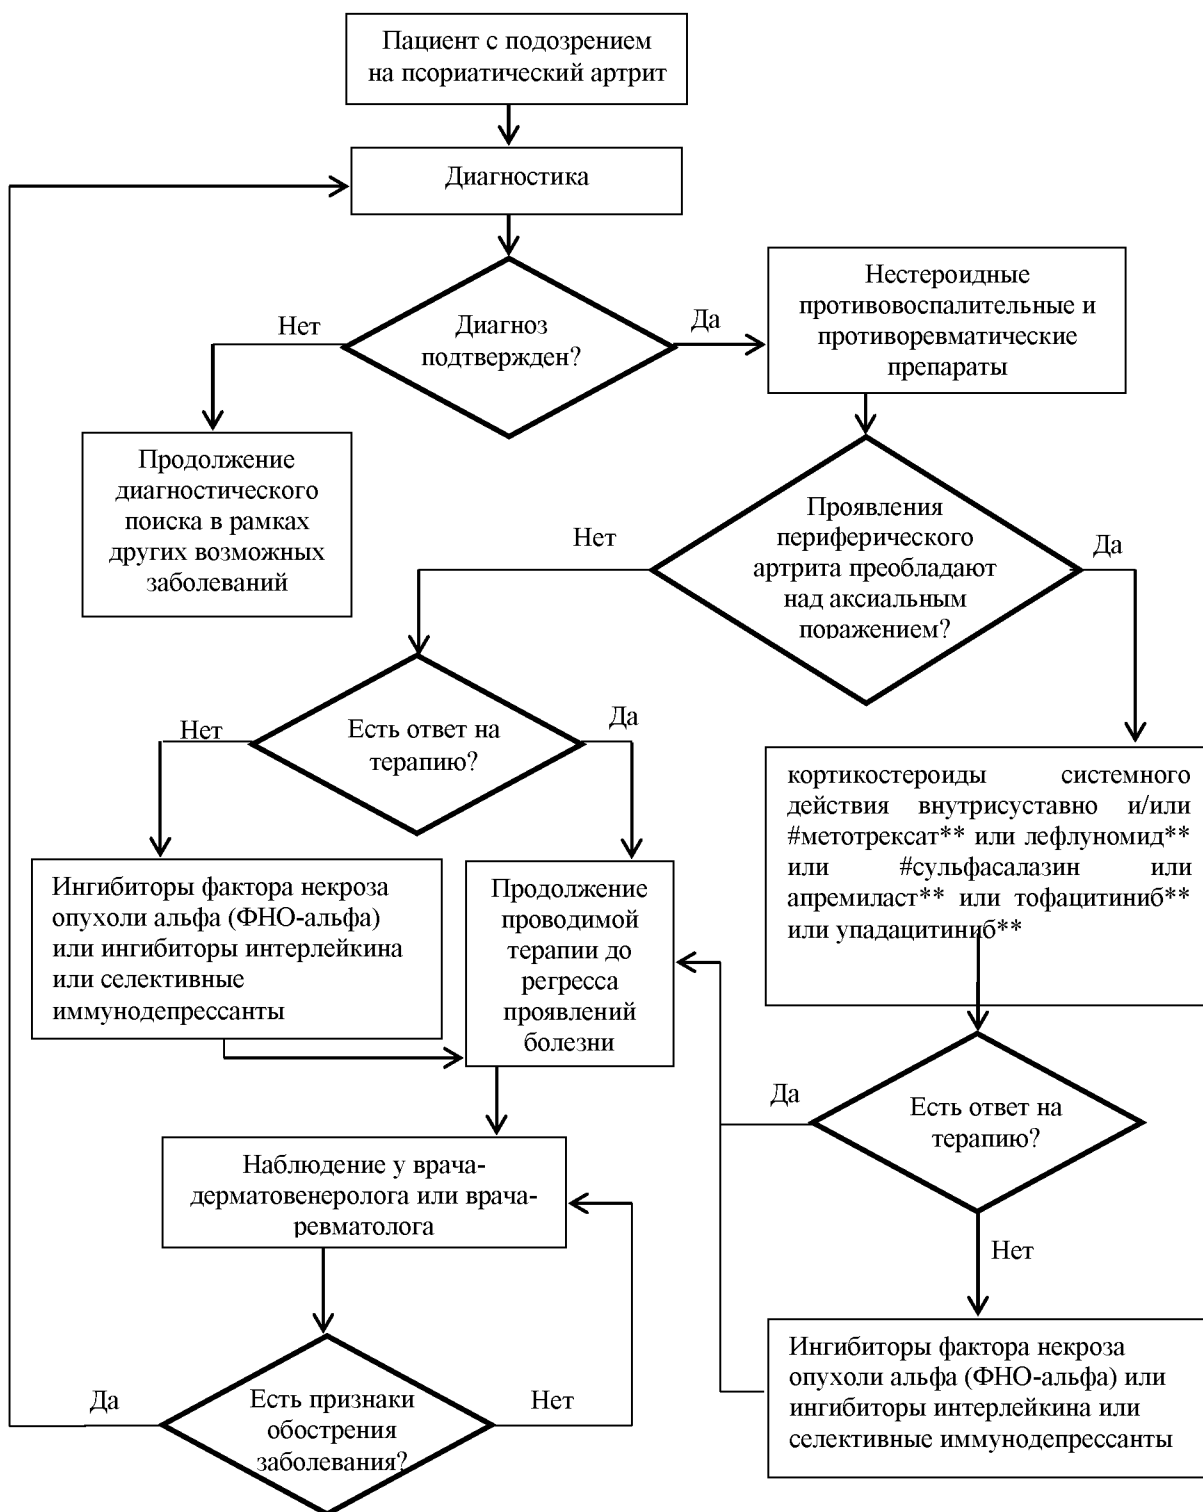 Пациент с подозрением
на псориатический артрит
Диагностика
Диагноз
подтвержден?
Нет
Да
Нестероидные
противовоспалительные и
противоревматические
препараты
Продолжение
диагностического
поиска в рамках
других возможных
заболеваний
Проявления
периферического
артрита преобладают
над аксиальным
поражением?
Нет
Да
Есть ответ на
терапию?
Нет
Да
кортикостероиды системного
действия внутрисуставно и/или
#метотрексат** или лефлуномид**
или #сульфасалазин или
апремиласт** или тофацитиниб**
или упадацитиниб**
Ингибиторы фактора некроза
опухоли альфа (ФНО-альфа)
или ингибиторы интерлейкина
или селективные
иммунодепрессанты
Продолжение
проводимой
терапии до
регресса
проявлений
болезни
Есть ответ на
терапию?
Да
Нет
Наблюдение у врача-
дерматовенеролога или врача-
ревматолога
Ингибиторы фактора некроза
опухоли альфа (ФНО-альфа) или
ингибиторы интерлейкина или
селективные иммунодепрессанты
Есть признаки
обострения
заболевания?
Да
Нет